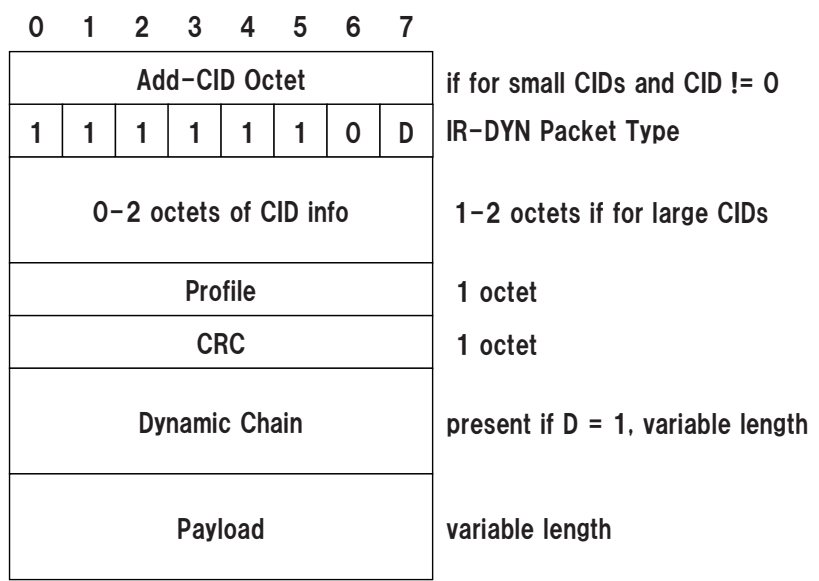 0 1 2 3 4 5 6 7
Add-CID Octet if for small CIDs and CID != 0
1 1 1 1 1 1 0 D IR-DYN Packet Type
0-2 octets of CID info 1-2 octets if for large CIDs
Profile 1 octet
CRC 1 octet
Dynamic Chain present if D = 1, variable length
Payload variable length